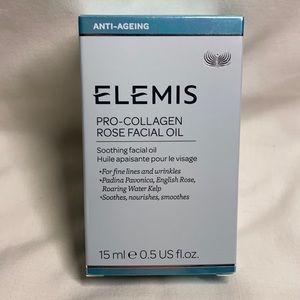 ANTI-AGEING
ELEMIS
PRO-COLLAGEN
ROSE FACIAL OIL
Soothing facial oil
Huile apaisante pour le visage
•For fine lines and wrinkles
•Padina Pavonica, English Rose,
Roaring Water Kelp
•Soothes, nourishes, smoothes
15 ml e 0.5 US fl.oz.